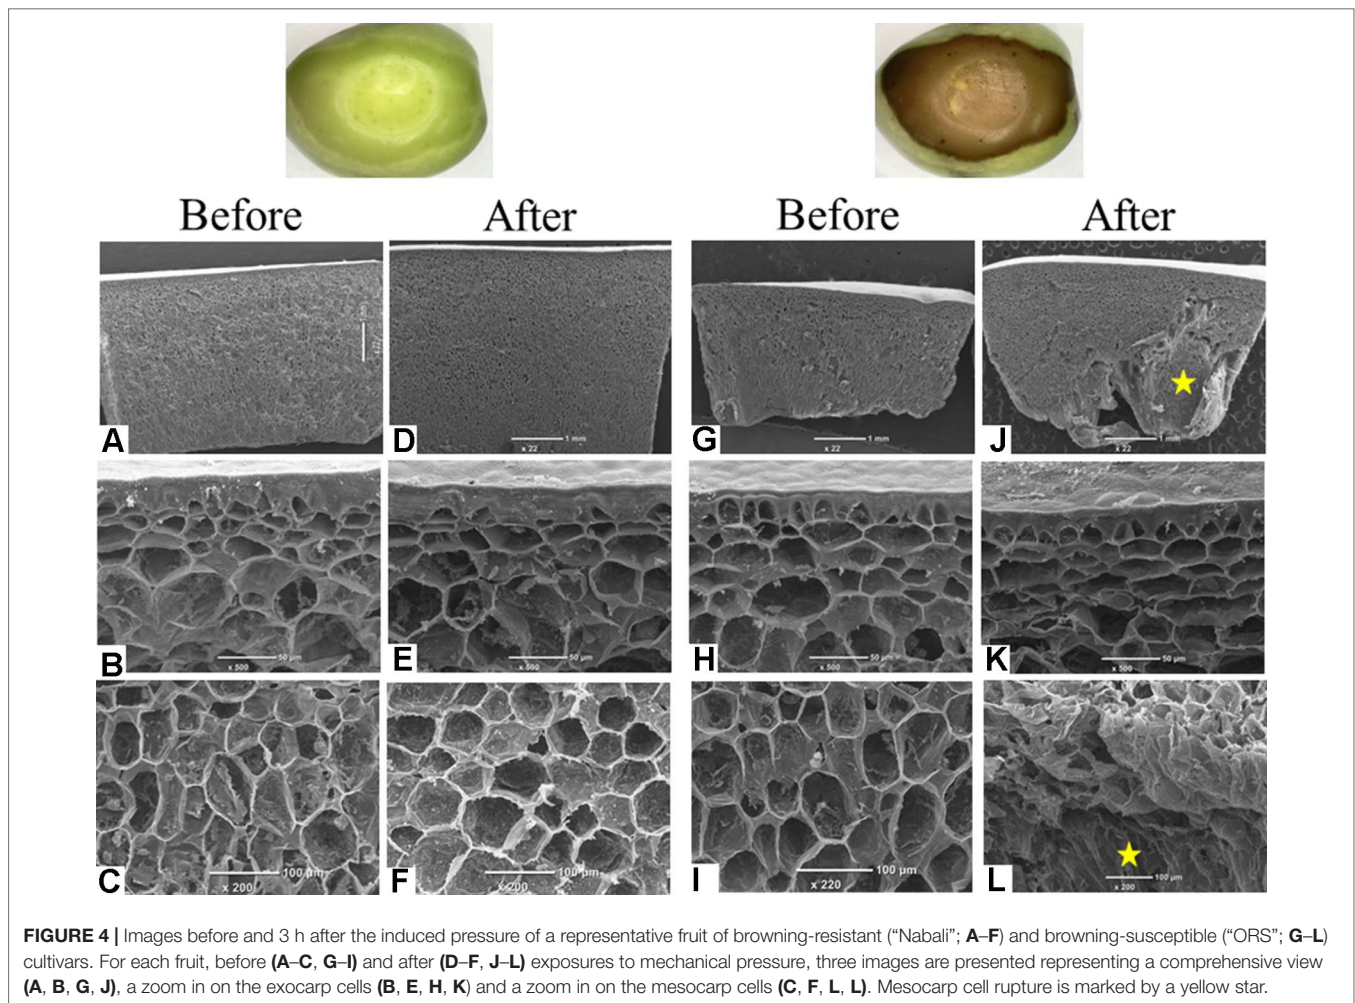 Before After Before After
A
D
1 mm
x 22
G
1 mm
x 22
J
1 mm
x 22
B
50 µm
x 500
E
50 µm
x 500
H
50 µm
x 500
K
50 µm
x 500
C
100 µm
x 200
F
100 µm
x 200
I
100 µm
x 220
L
100 µm
x 200
FIGURE 4 | Images before and 3 h after the induced pressure of a representative fruit of browning-resistant (“Nabali”; A–F) and browning-susceptible (“ORS”; G–L)
cultivars. For each fruit, before (A–C, G–I) and after (D–F, J–L) exposures to mechanical pressure, three images are presented representing a comprehensive view
(A, B, G, J), a zoom in on the exocarp cells (B, E, H, K) and a zoom in on the mesocarp cells (C, F, L, L). Mesocarp cell rupture is marked by a yellow star.